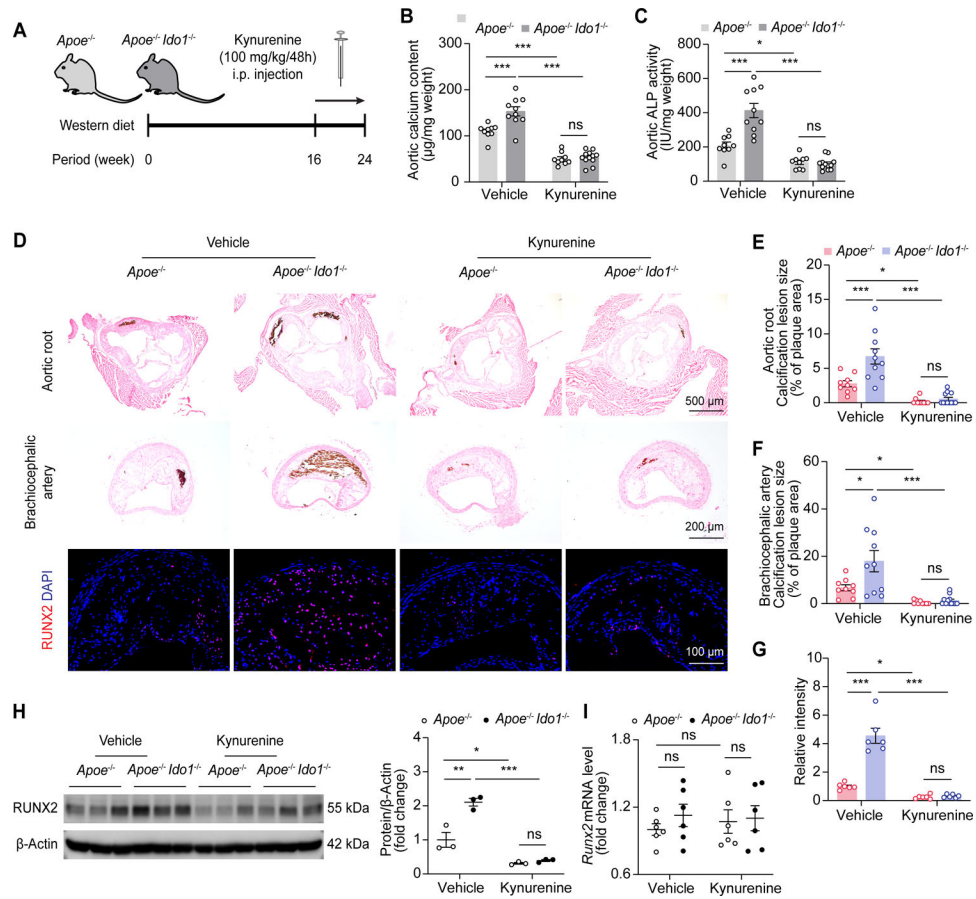 A
Apoe-/-
Apoe-/- Ido1-/-
Kynurenine
(100 mg/kg/48h)
i.p. injection
Western diet
Period (week)
0
16
24
B
Apoe-/-
Apoe-/- Ido1-/-
Aortic calcium content
(μg/mg weight)
300
200
100
0
***
***
***
ns
Vehicle
Kynurenine
C
Apoe-/-
Apoe-/- Ido1-/-
Aortic ALP activity
(IU/mg weight)
800
600
400
200
0
*
***
***
ns
Vehicle
Kynurenine
D
Vehicle
Kynurenine
Apoe-/-
Apoe-/- Ido1-/-
Apoe-/-
Apoe-/- Ido1-/-
Aortic root
500 μm
Brachiocephalic
artery
200 μm
RUNX2 DAPI
100 μm
E
Apoe-/-
Apoe-/- Ido1-/-
Aortic root
Calcification lesion size
(% of plaque area)
20
15
10
5
0
*
***
***
ns
Vehicle
Kynurenine
F
Brachiocephalic artery
Calcification lesion size
(% of plaque area)
60
40
20
0
*
*
***
ns
Vehicle
Kynurenine
G
Relative intensity
10
8
6
4
2
0
*
***
***
ns
Vehicle
Kynurenine
H
Vehicle
Kynurenine
Apoe-/-
Apoe-/- Ido1-/-
Apoe-/-
Apoe-/- Ido1-/-
RUNX2
55 kDa
β-Actin
42 kDa
Apoe-/-
Apoe-/- Ido1-/-
Protein/β-Actin
(fold change)
4
3
2
1
0
*
**
***
ns
Vehicle
Kynurenine
I
Apoe-/-
Apoe-/- Ido1-/-
Runx2 mRNA level
(fold change)
1.8
1.4
1.0
0.6
ns
ns
ns
ns
Vehicle
Kynurenine